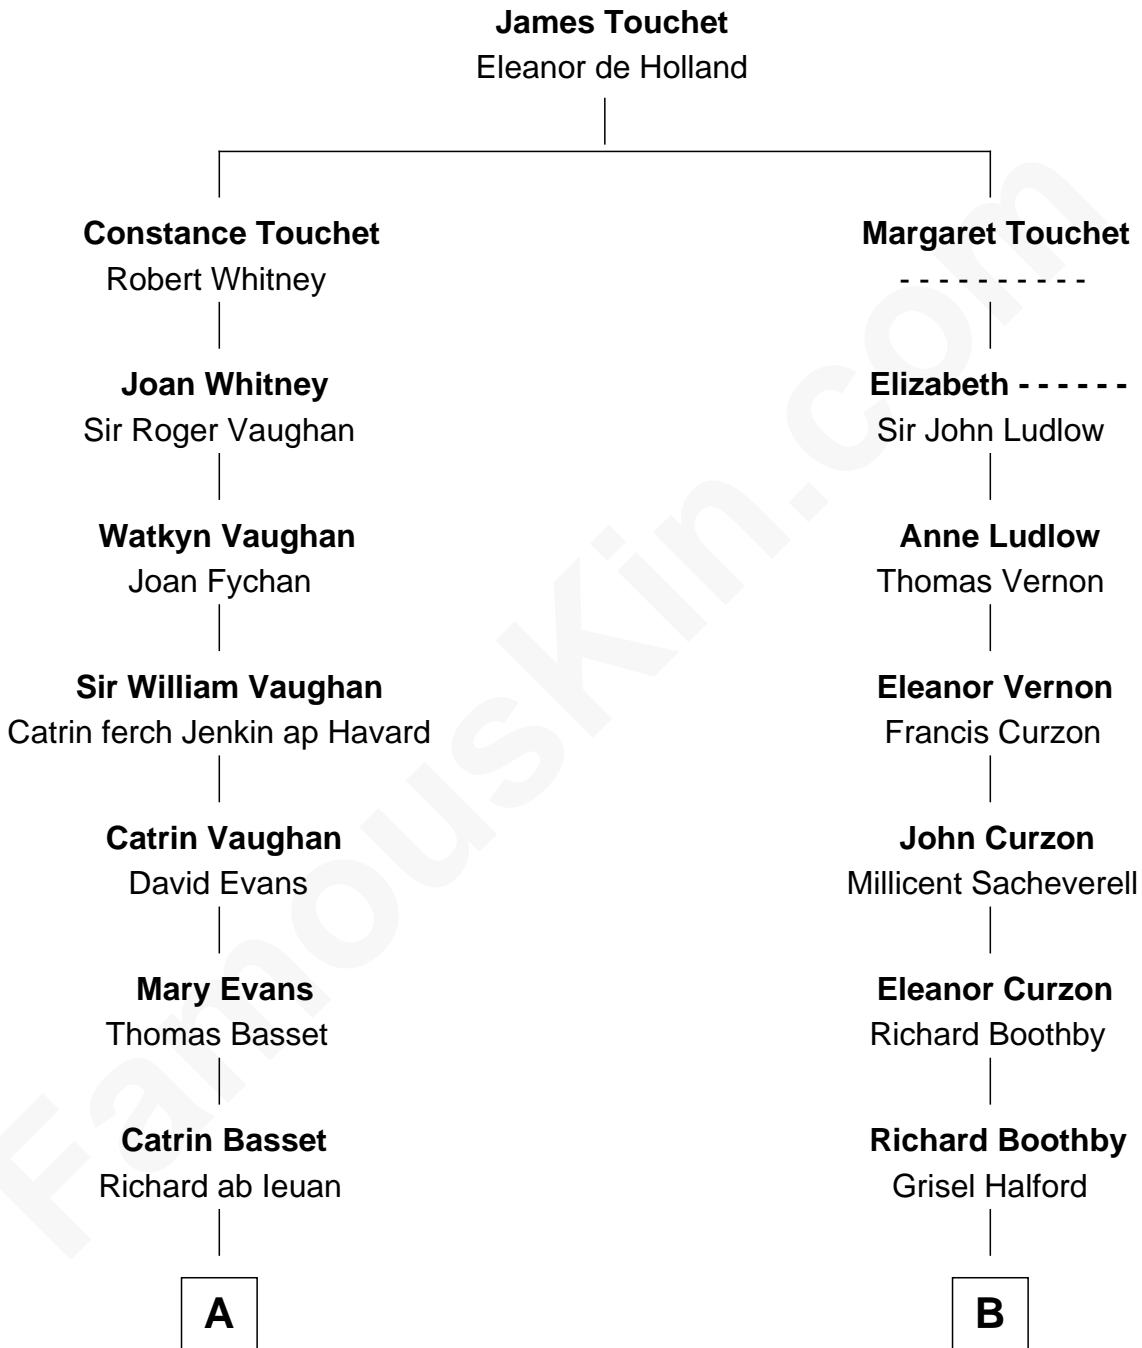 James Touchet
Eleanor de Holland
Constance Touchet
Robert Whitney
Margaret Touchet
- - - - - - - - - -
Joan Whitney
Sir Roger Vaughan
Elizabeth - - - - - -
Sir John Ludlow
Watkyn Vaughan
Joan Fychan
Anne Ludlow
Thomas Vernon
Sir William Vaughan
Catrin ferch Jenkin ap Havard
Eleanor Vernon
Francis Curzon
Catrin Vaughan
David Evans
John Curzon
Millicent Sacheverell
Mary Evans
Thomas Basset
Eleanor Curzon
Richard Boothby
Catrin Basset
Richard ab Ieuan
Richard Boothby
Grisel Halford
A
B
FamousKin.com